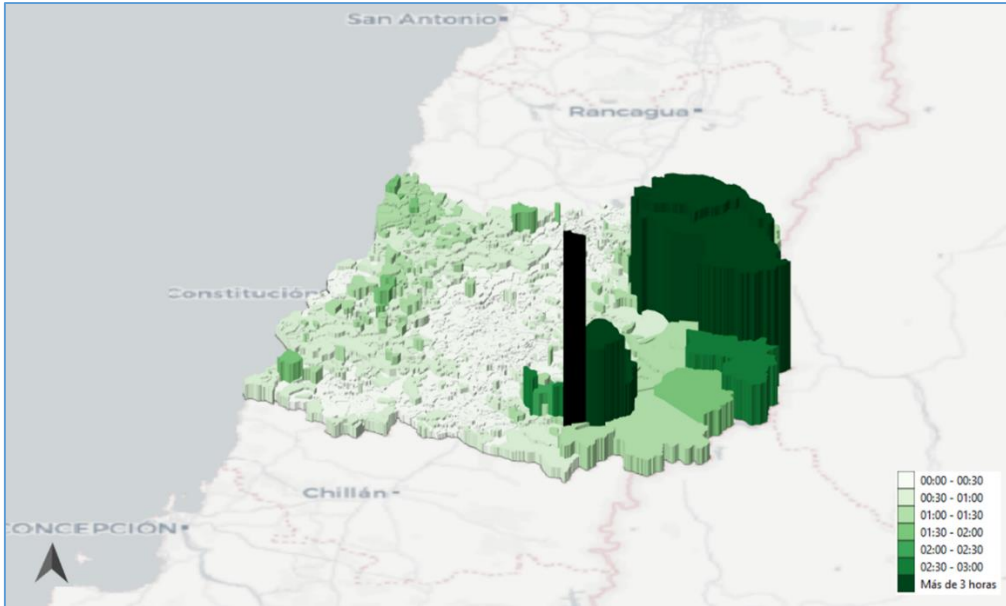 San Antonio
Rancagua
Constitución
Chillán
CONCEPCIÓN
00:00 - 00:30
00:30 - 01:00
01:00 - 01:30
01:30 - 02:00
02:00 - 02:30
02:30 - 03:00
Más de 3 horas